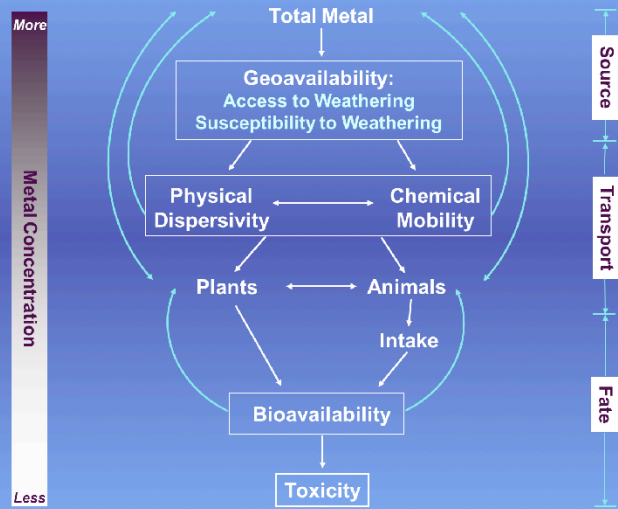 More
Total Metal
Geoavailability:
Access to Weathering
Susceptibility to Weathering
Source
Physical
Dispersivity
Chemical
Mobility
Metal Concentration
Transport
Plants
Animals
Intake
Fate
Bioavailability
Less
Toxicity